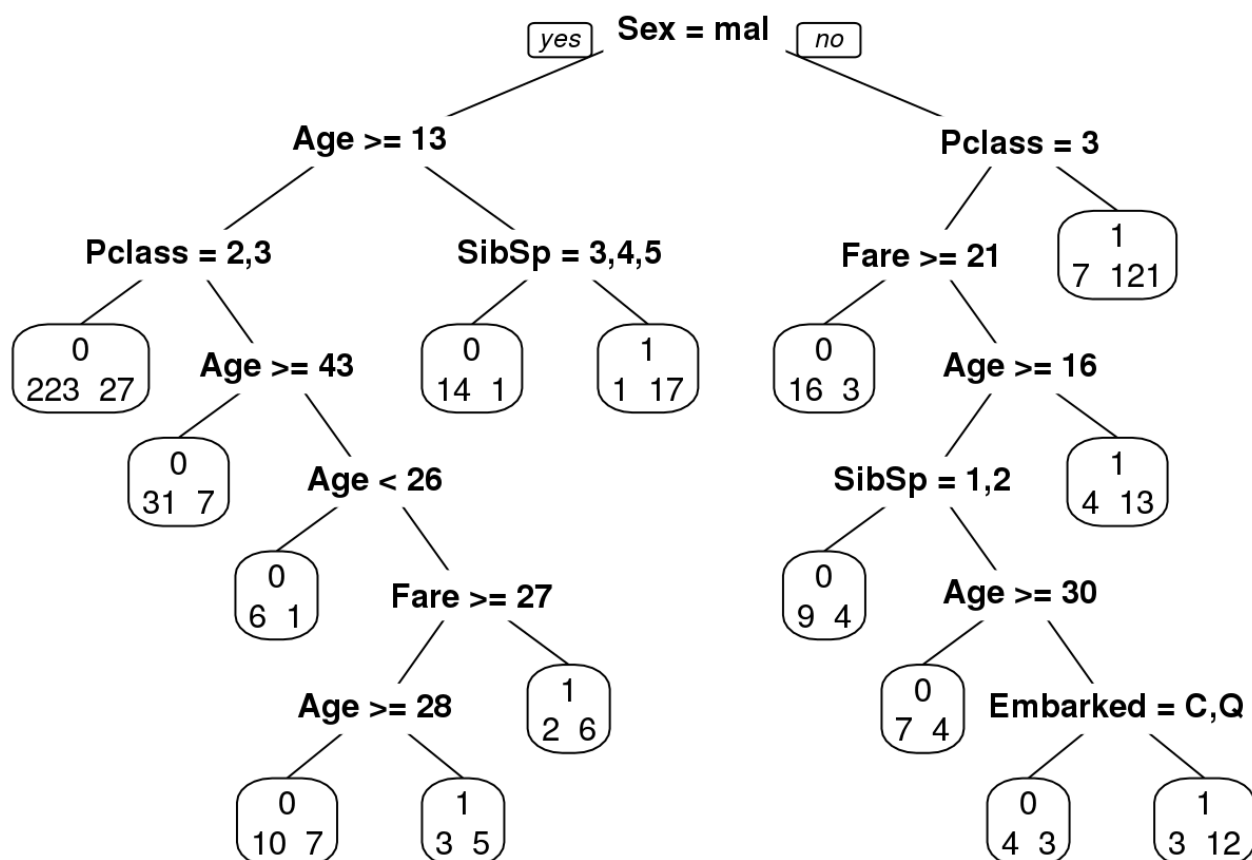 yes Sex = mal no
Age >= 13 Pclass = 3
Pclass = 2,3 SibSp = 3,4,5 Fare >= 21 1
7 121
0 Age >= 43 0 1 0 Age >= 16
223 27 14 1 1 17 16 3
0 Age < 26 SibSp = 1,2 1
31 7 4 13
0 Fare >= 27 0 Age >= 30
6 1 9 4
Age >= 28 1 0 Embarked = C,Q
2 6 7 4
0 1 0 1
10 7 3 5 4 3 3 12